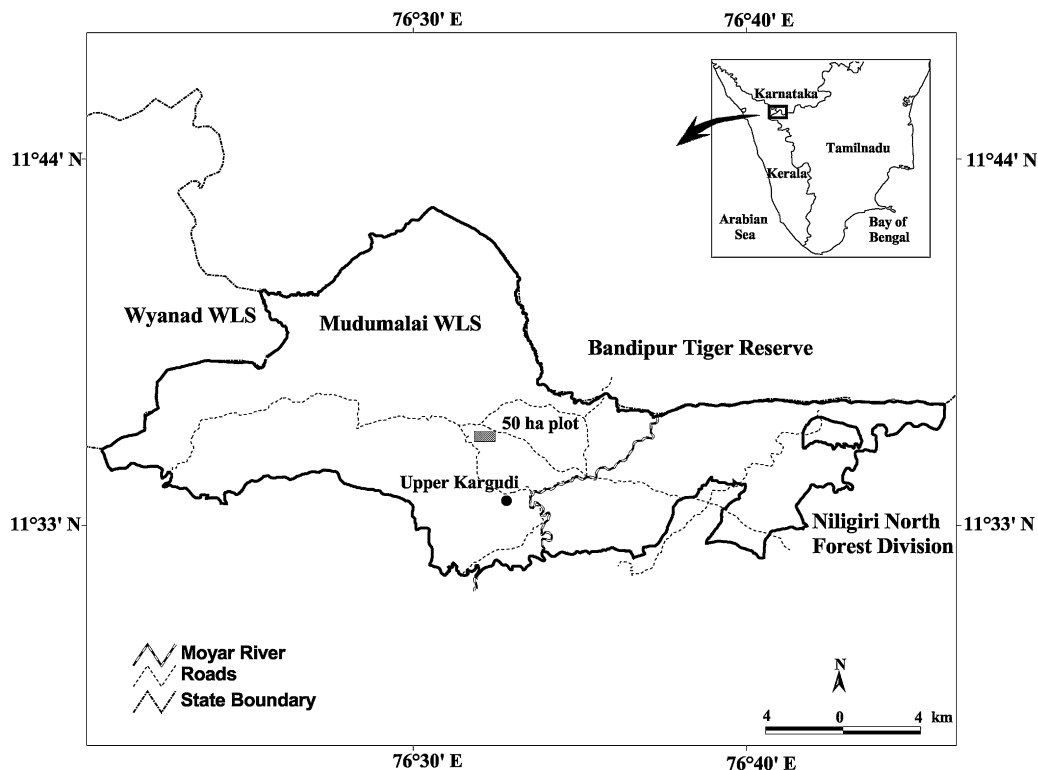 76°30' E
76°40' E
Karnataka
Tamilnadu
Kerala
Arabian
Sea
Bay of
Bengal
11°44' N
11°44' N
Wyanad WLS
Mudumalai WLS
Bandipur Tiger Reserve
50 ha plot
Upper Kargudi
11°33' N
11°33' N
Niligiri North
Forest Division
Moyar River
Roads
State Boundary
N
4 0 4 km
76°30' E
76°40' E